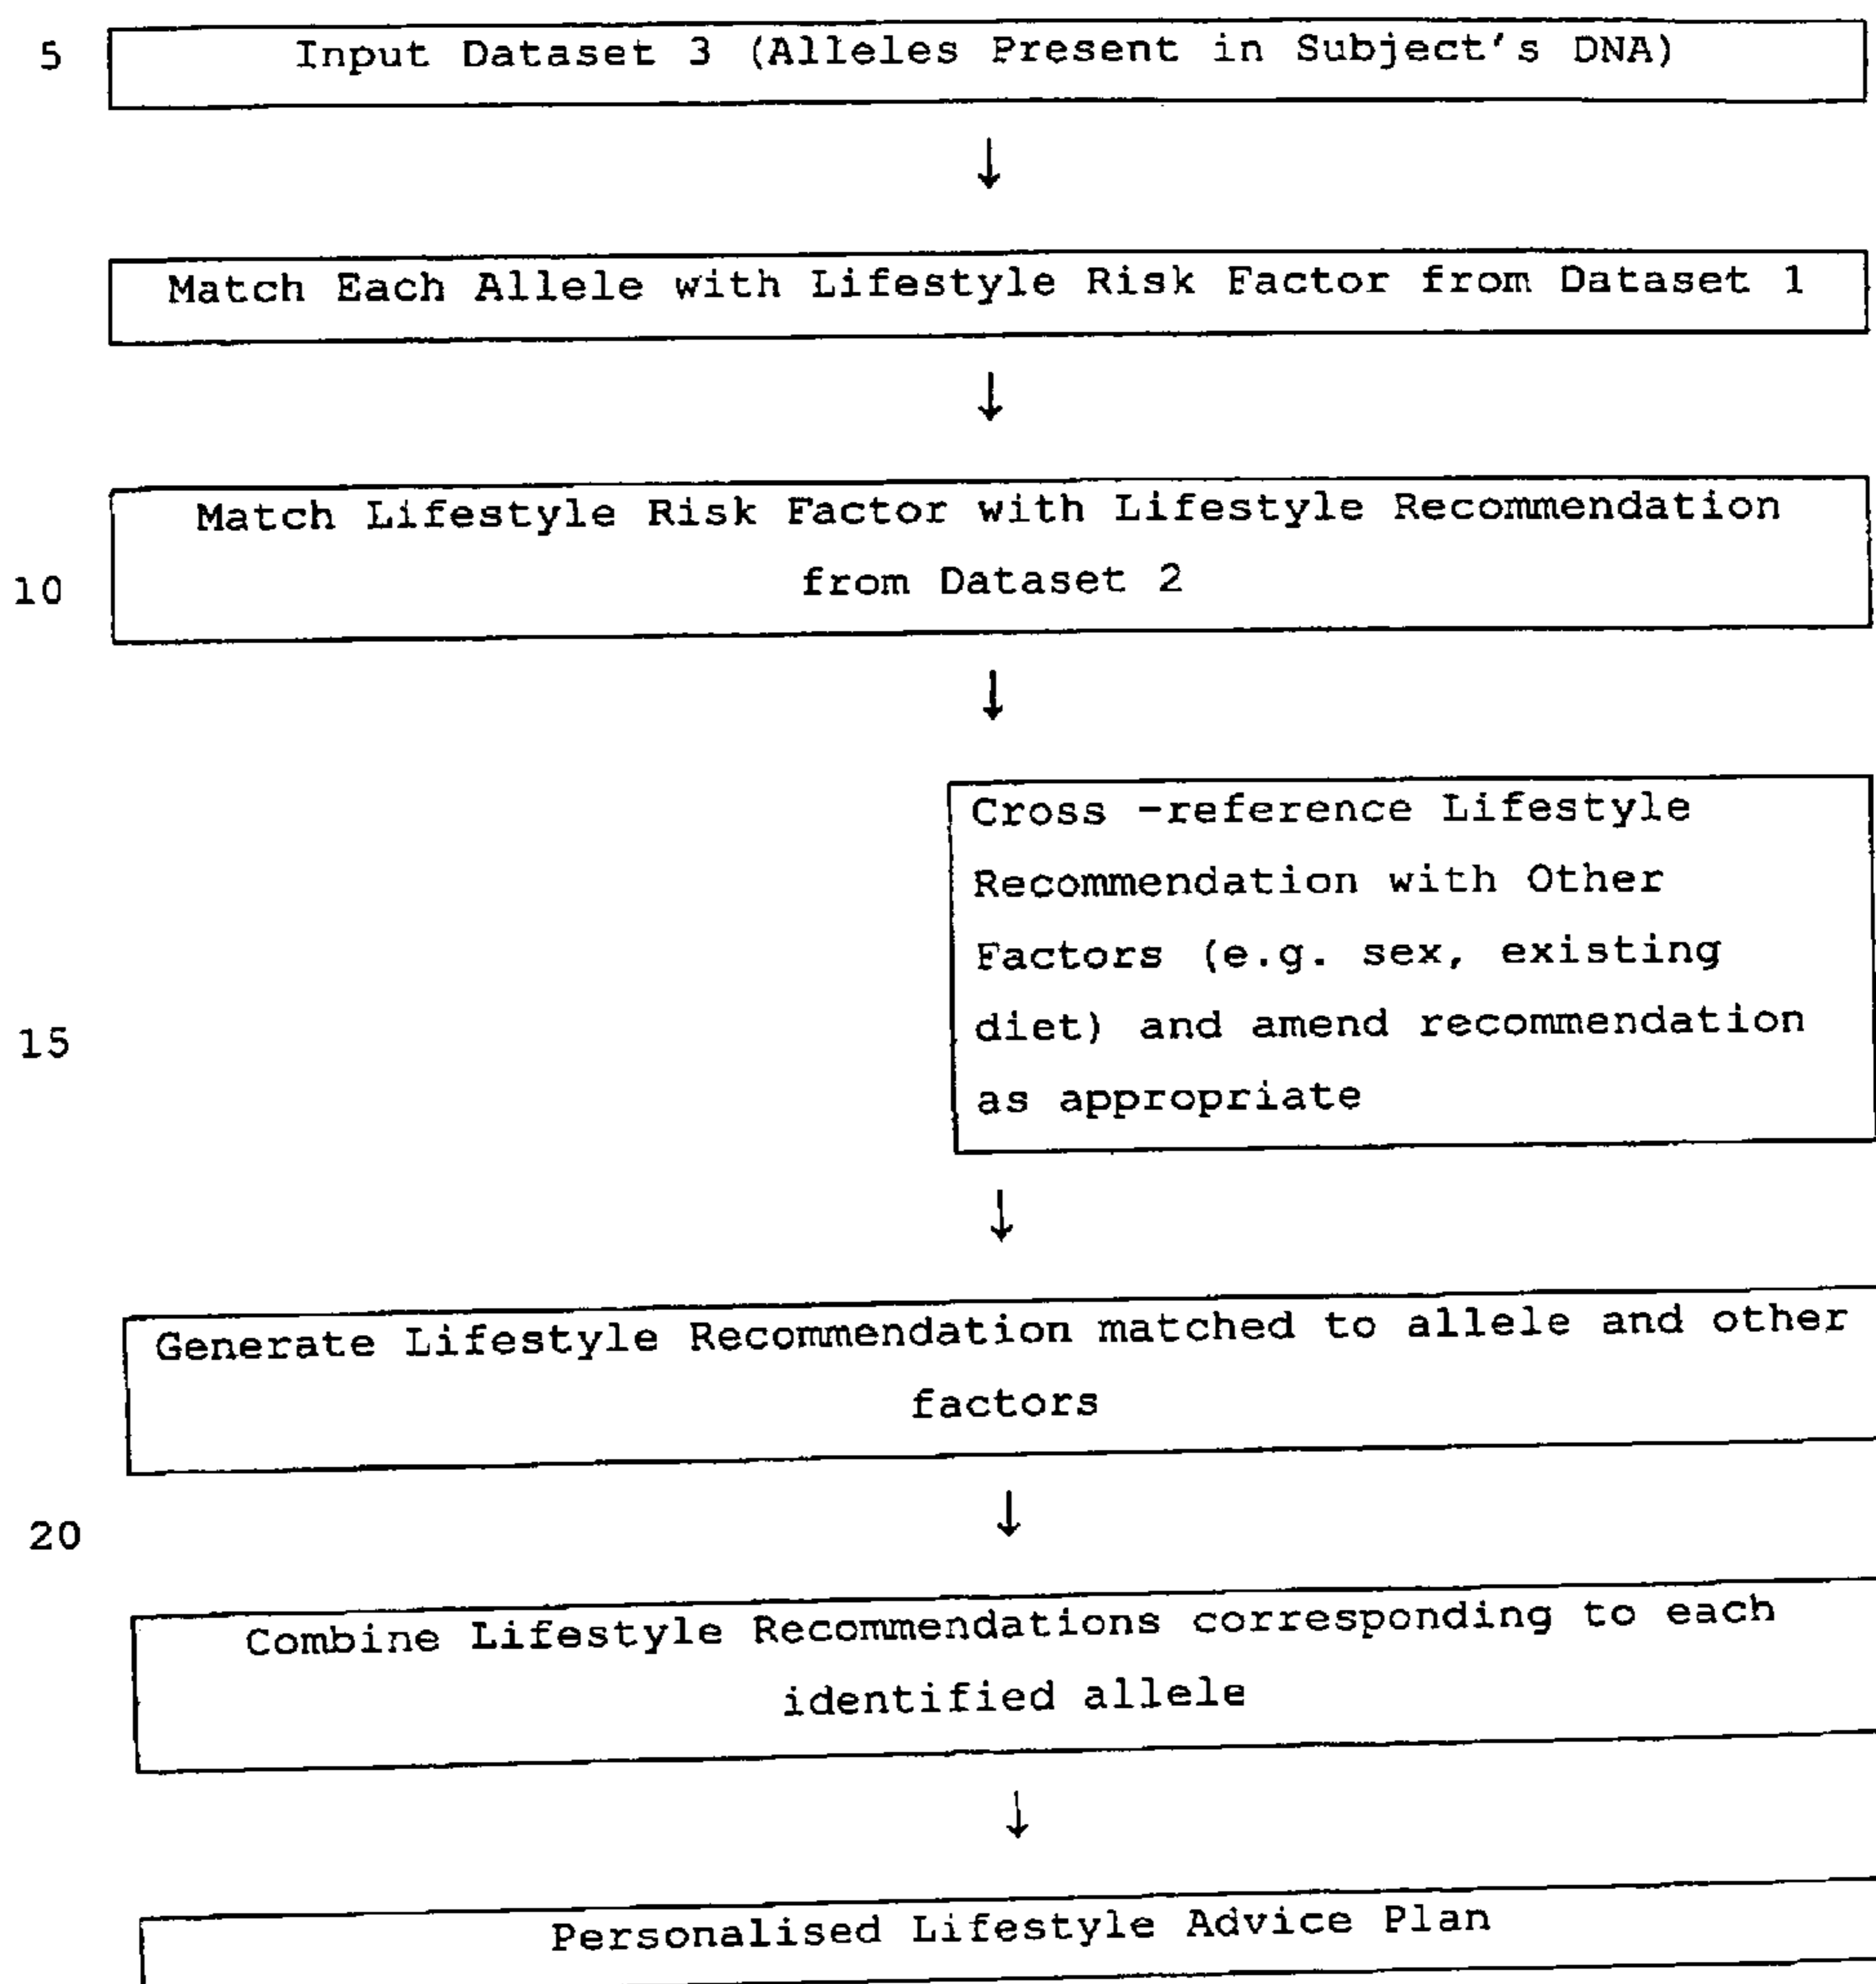 5 Input Dataset 3 (Alleles Present in Subject's DNA)
↓
Match Each Allele with Lifestyle Risk Factor from Dataset 1
↓
Match Lifestyle Risk Factor with Lifestyle Recommendation
10 from Dataset 2
↓
Cross -reference Lifestyle
Recommendation with Other
Factors (e.g. sex, existing
15 diet) and amend recommendation
as appropriate
↓
Generate Lifestyle Recommendation matched to allele and other
factors
↓
20
Combine Lifestyle Recommendations corresponding to each
identified allele
↓
Personalised Lifestyle Advice Plan